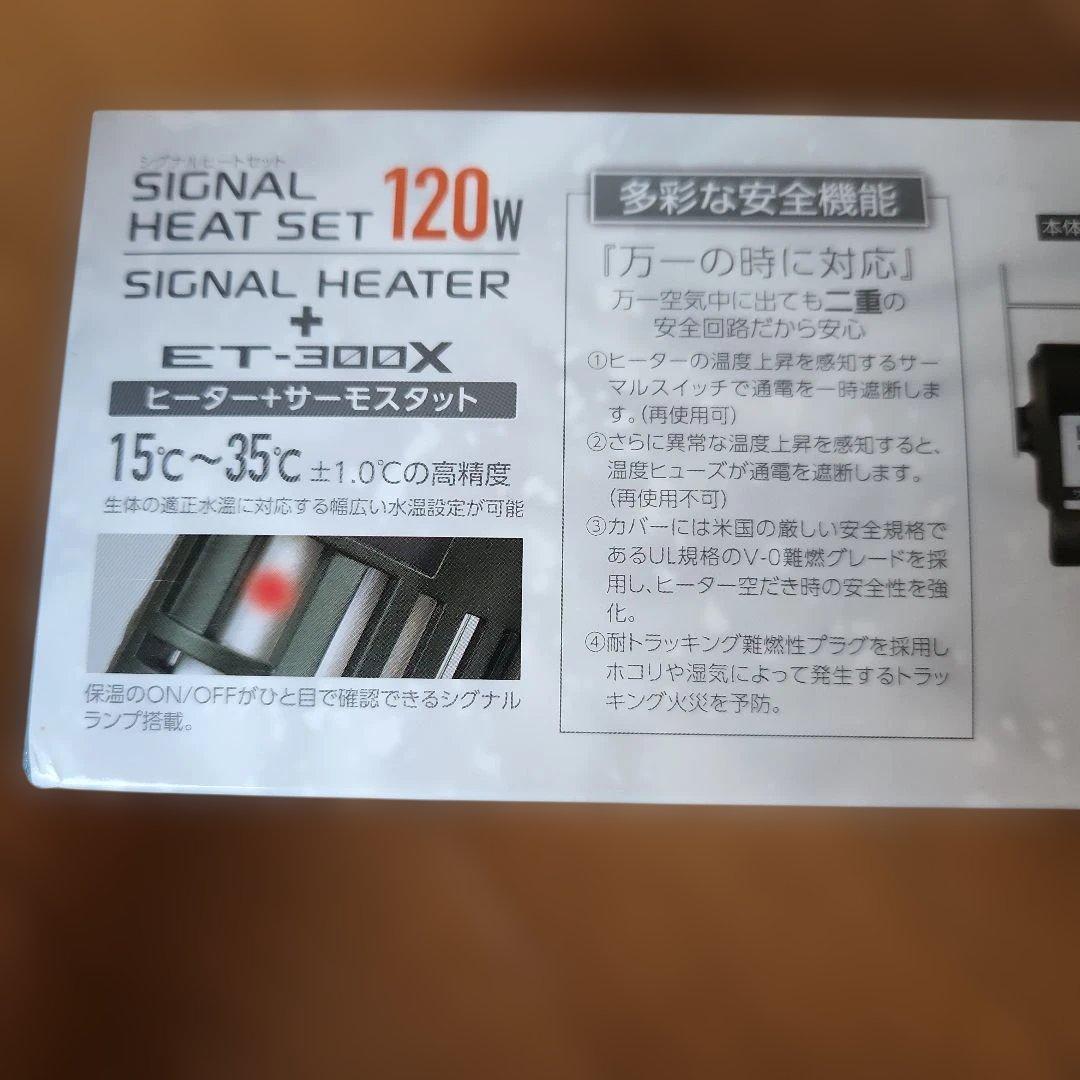 シグナルヒートセット
SIGNAL
HEAT SET 120W
SIGNAL HEATER
+
ET-300X
ヒーター+サーモスタット
15℃~35℃ ±1.0℃の高精度
生体の適正水温に対応する幅広い水温設定が可能
保温のON/OFFがひと目で確認できるシグナル
ランプ搭載。
多彩な安全機能
『万一の時に対応』
万一空気中に出ても二重の
安全回路だから安心
①ヒーターの温度上昇を感知するサー
マルスイッチで通電を一時遮断しま
す。(再使用可)
②さらに異常な温度上昇を感知すると、
温度ヒューズが通電を遮断します。
(再使用不可)
③カバーには米国の厳しい安全規格で
あるUL規格のV-0難燃グレードを採
用し、ヒーター空だき時の安全性を強
化。
④耐トラッキング難燃性プラグを採用し
ホコリや湿気によって発生するトラッ
キング火災を予防。
本体